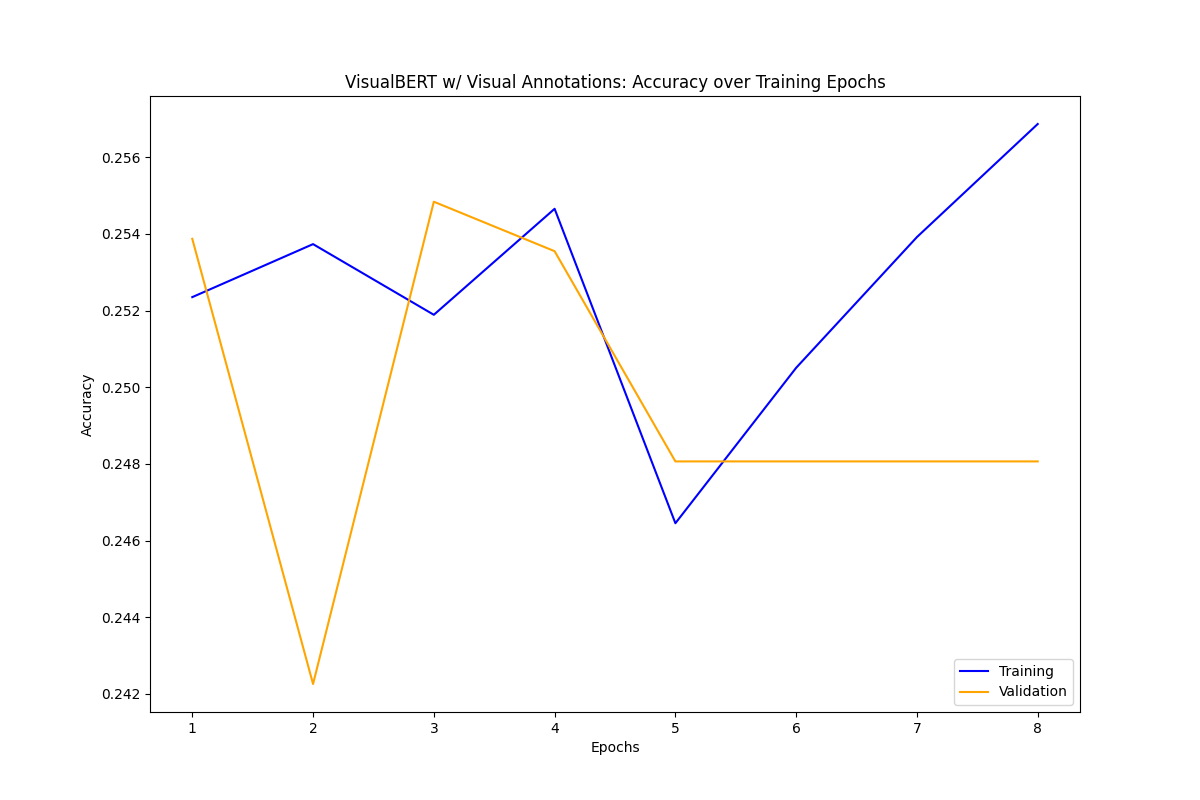 VisualBERT w/ Visual Annotations: Accuracy over Training Epochs
Accuracy
0.256
0.254
0.252
0.250
0.248
0.246
0.244
0.242
1 2 3 4 5 6 7 8
Epochs
Training
Validation